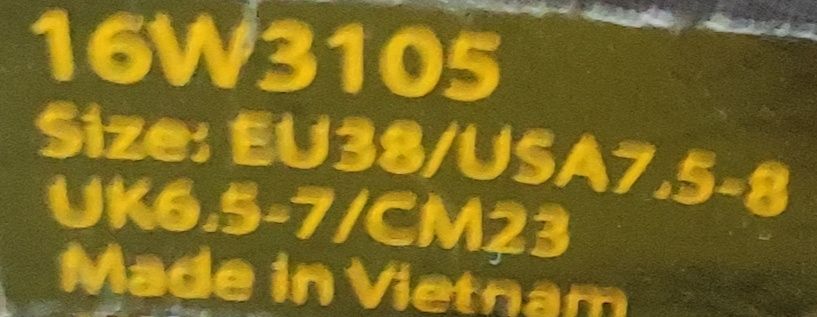 16W3105
Size: EU38/USA7.5-8
UK6.5-7/CM23
Made in Vietnam